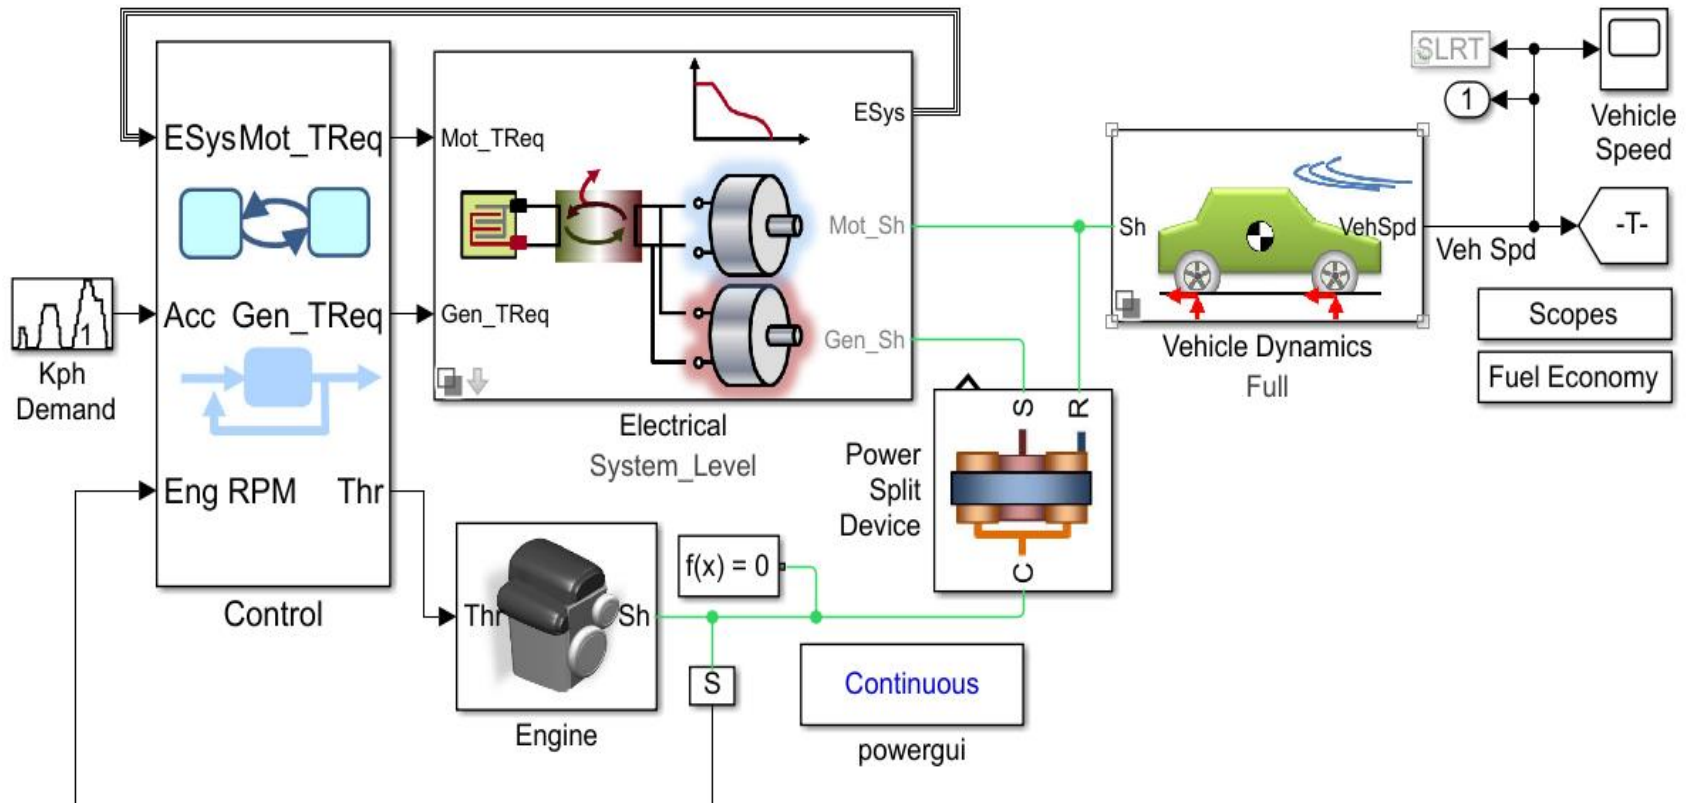 SLRT
1
Vehicle
Speed
ESys
ESys Mot_TReq
Mot_TReq
Mot_Sh
Sh
VehSpd
Veh Spd
-T-
1
Kph
Demand
Acc Gen_TReq
Gen_TReq
Gen_Sh
Vehicle Dynamics
Full
Scopes
Fuel Economy
Electrical
System_Level
Power
Split
Device
S
R
C
Eng RPM Thr
Control
Thr
Sh
Engine
f(x) = 0
S
Continuous
powergui